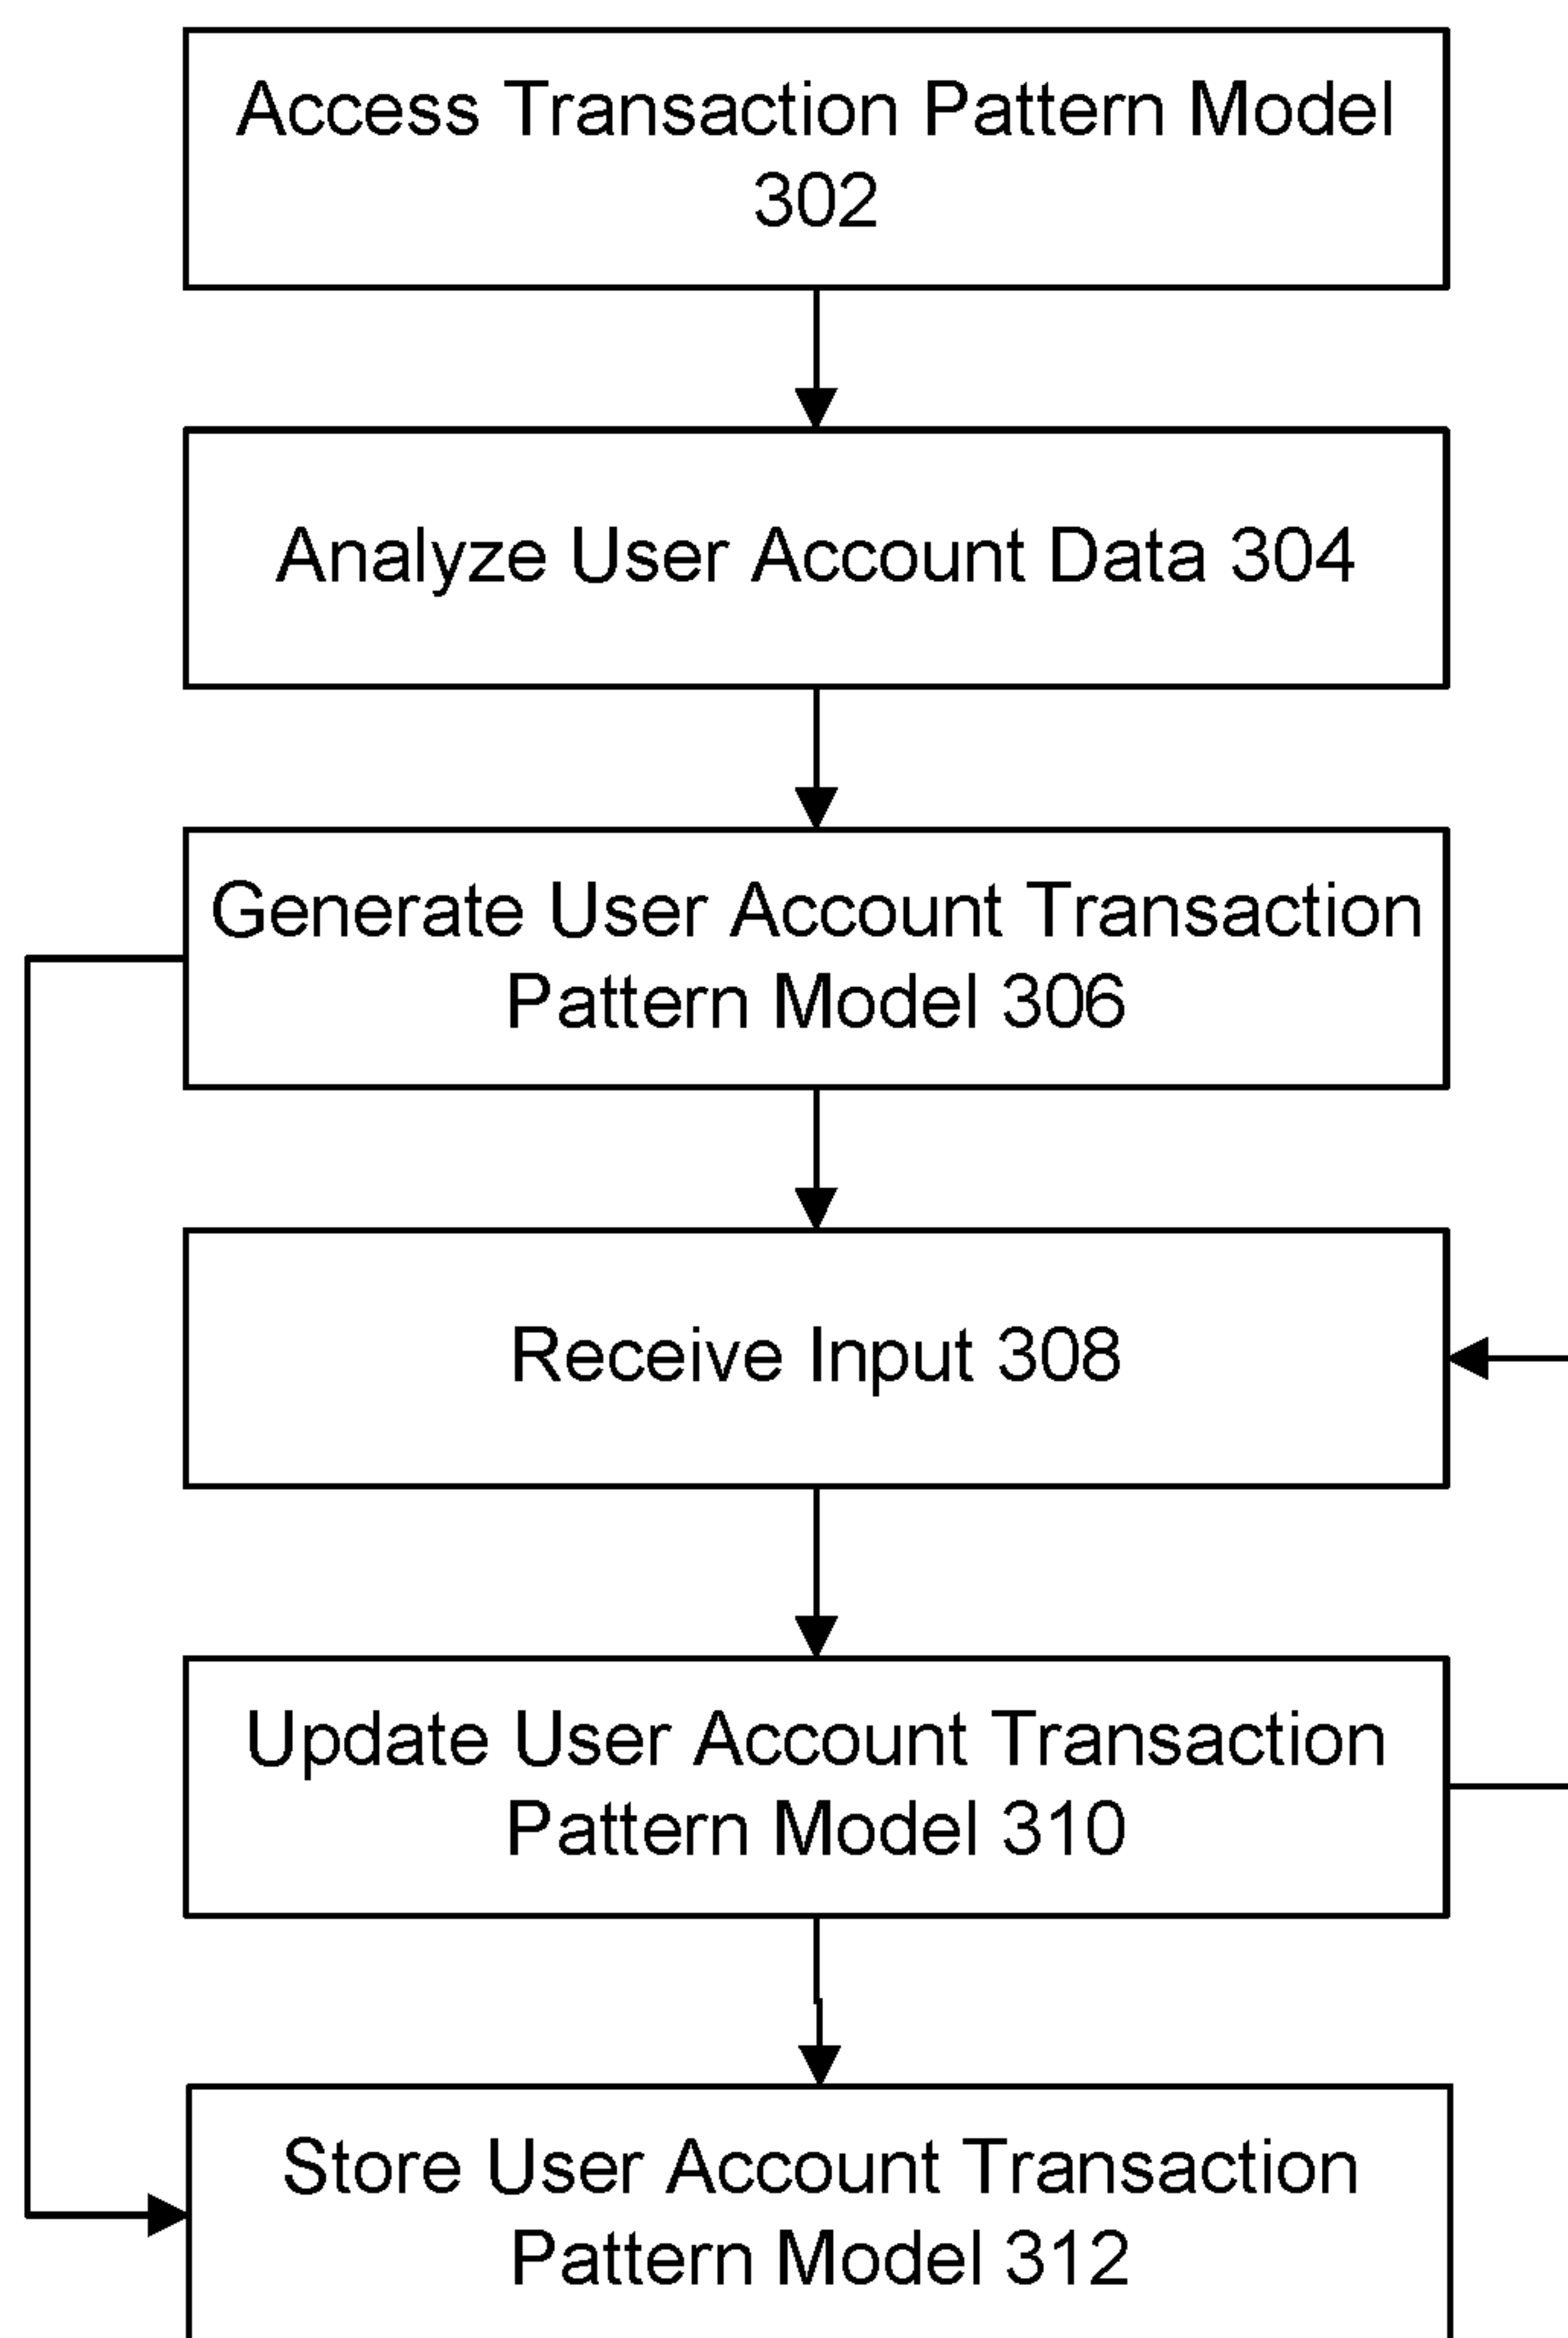 Access Transaction Pattern Model
302
Analyze User Account Data 304
Generate User Account Transaction
Pattern Model 306
Receive Input 308
Update User Account Transaction
Pattern Model 310
Store User Account Transaction
Pattern Model 312